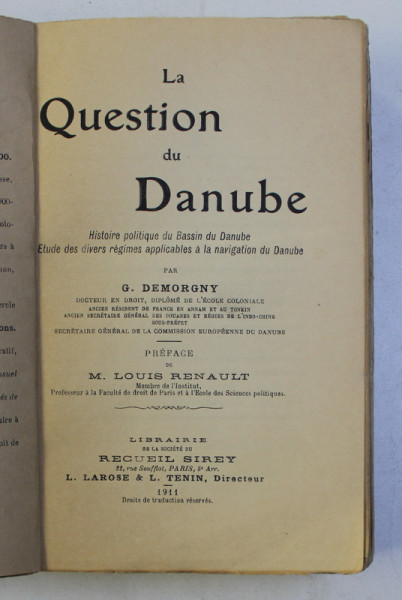 La
Question
du
Danube
Histoire politique du Bassin du Danube
Etude des divers régimes applicables à la navigation du Danube
PAR
G. DEMORGNY
DOCTEUR EN DROIT, DIPLÔMÉ DE L'ÉCOLE COLONIALE
ANCIEN RÉSIDENT DE FRANCE EN ANNAM ET AU TONKIN
ANCIEN SECRÉTAIRE GÉNÉRAL DES DOUANES ET RÉGIES DE L'INDO-CHINE
SOUS-PRÉFET
SECRÉTAIRE GÉNÉRAL DE LA COMMISSION EUROPÉENNE DU DANUBE
PRÉFACE
DE
M. LOUIS RENAULT
Membre de l'Institut,
Professeur à la Faculté de droit de Paris et à l'Ecole des Sciences politiques.
LIBRAIRIE
DE LA SOCIÉTÉ DU
RECUEIL SIREY
22, rue Soufflot, PARIS, 5e Arr.
L. LAROSE & L. TENIN, Directeur
1911
Droits de traduction réservés.